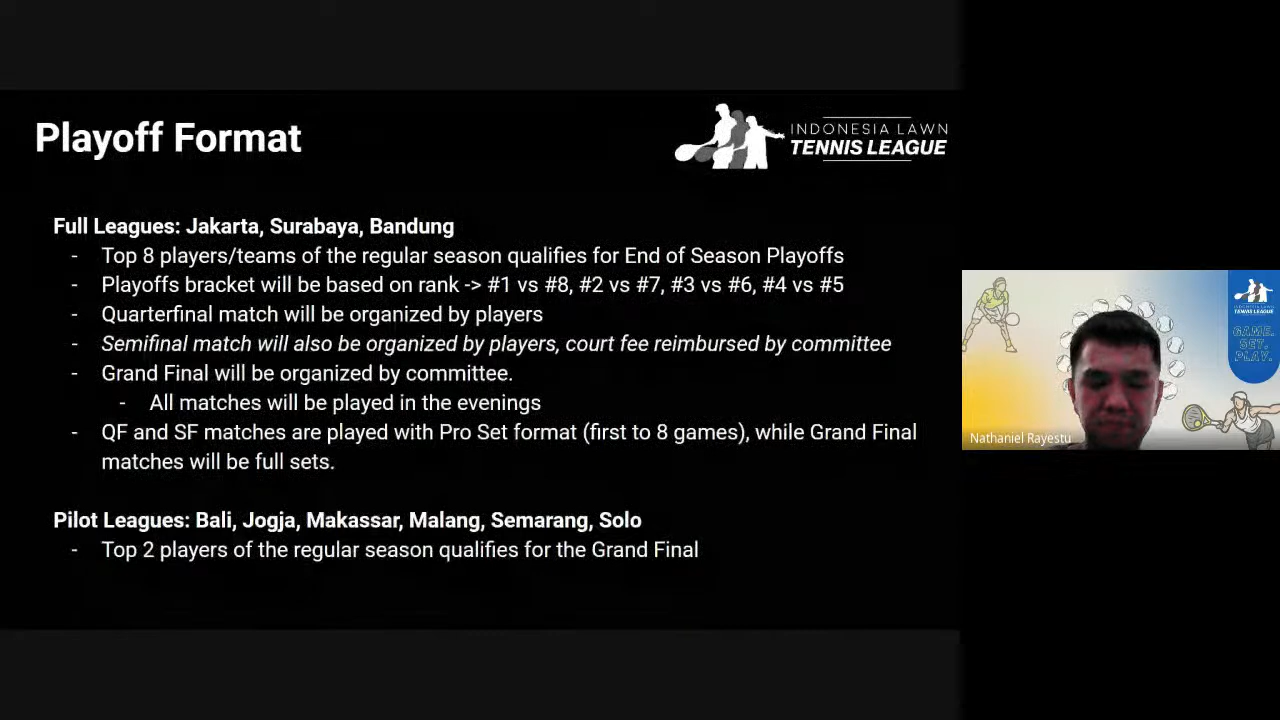 Playoff Format
INDONESIA LAWN
TENNIS LEAGUE
Full Leagues: Jakarta, Surabaya, Bandung
- Top 8 players/teams of the regular season qualifies for End of Season Playoffs
- Playoffs bracket will be based on rank -> #1 vs #8, #2 vs #7, #3 vs #6, #4 vs #5
- Quarterfinal match will be organized by players
- Semifinal match will also be organized by players, court fee reimbursed by committee
- Grand Final will be organized by committee.
- All matches will be played in the evenings
- QF and SF matches are played with Pro Set format (first to 8 games), while Grand Final
matches will be full sets.
Pilot Leagues: Bali, Jogja, Makassar, Malang, Semarang, Solo
- Top 2 players of the regular season qualifies for the Grand Final
INDONESIA LAWN
TENNIS LEAGUE
GAME.
SET.
PLAY.
Nathaniel Rayestu